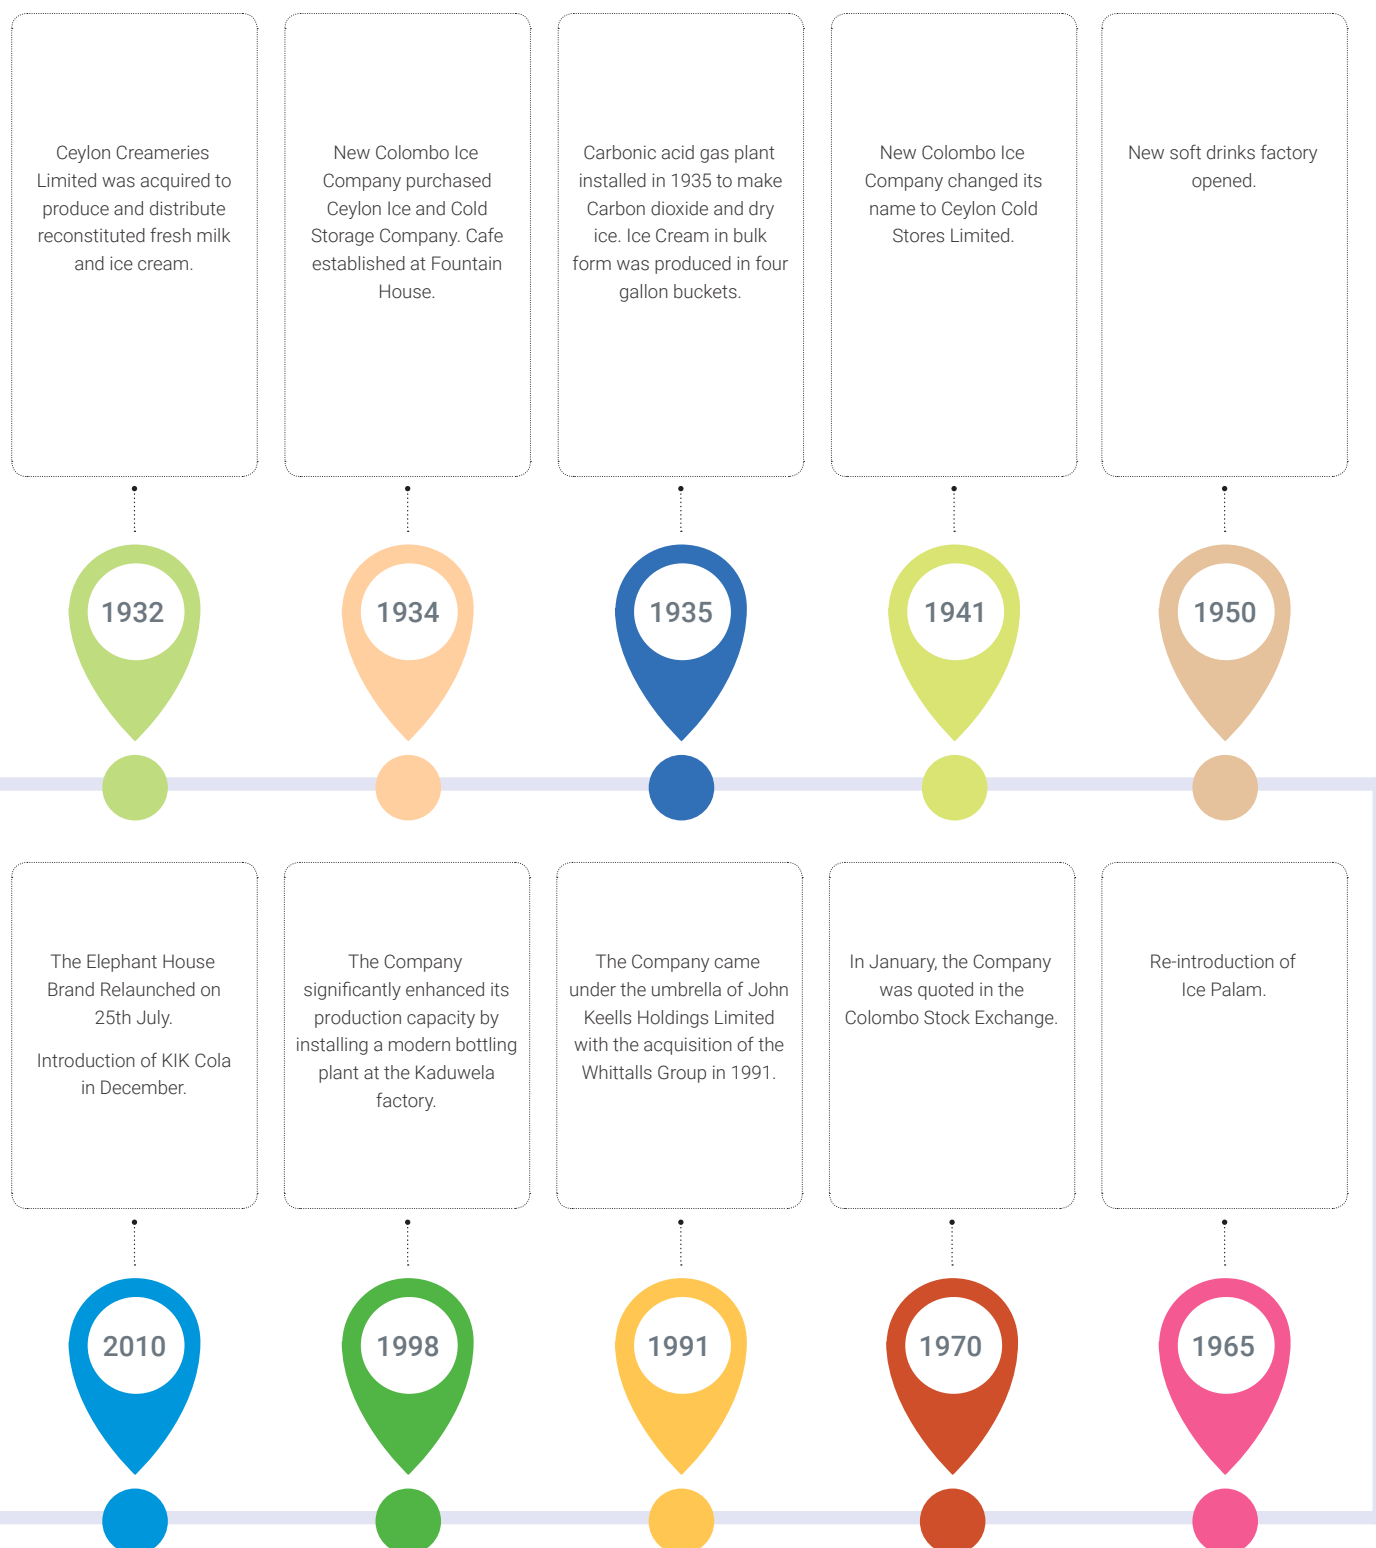 Ceylon Creameries
Limited was acquired to
produce and distribute
reconstituted fresh milk
and ice cream.
New Colombo Ice
Company purchased
Ceylon Ice and Cold
Storage Company. Cafe
established at Fountain
House.
Carbonic acid gas plant
installed in 1935 to make
Carbon dioxide and dry
ice. Ice Cream in bulk
form was produced in four
gallon buckets.
New Colombo Ice
Company changed its
name to Ceylon Cold
Stores Limited.
New soft drinks factory
opened.
1932
1934
1935
1941
1950
The Elephant House
Brand Relaunched on
25th July.
Introduction of KIK Cola
in December.
The Company
significantly enhanced its
production capacity by
installing a modern bottling
plant at the Kaduwela
factory.
The Company came
under the umbrella of John
Keells Holdings Limited
with the acquisition of the
Whittalls Group in 1991.
In January, the Company
was quoted in the
Colombo Stock Exchange.
Re-introduction of
Ice Palam.
2010
1998
1991
1970
1965